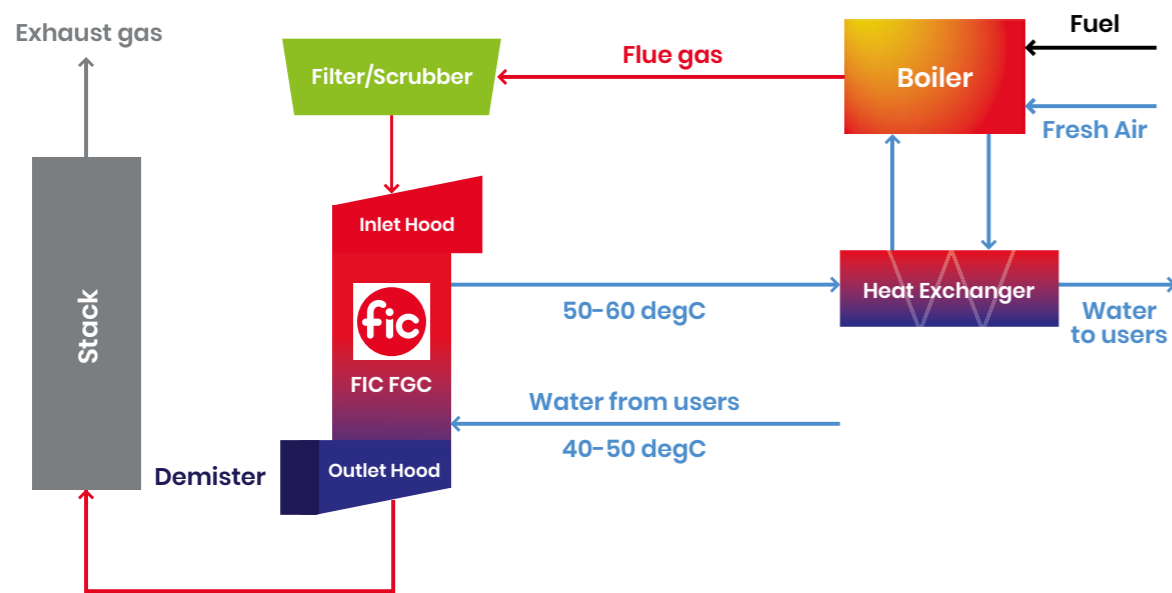 Exhaust gas
Filter/Scrubber
Flue gas
Boiler
Fuel
Fresh Air
Inlet Hood
fic
FIC FGC
50-60 degC
Heat Exchanger
Water
to users
Stack
Water from users
40-50 degC
Demister
Outlet Hood